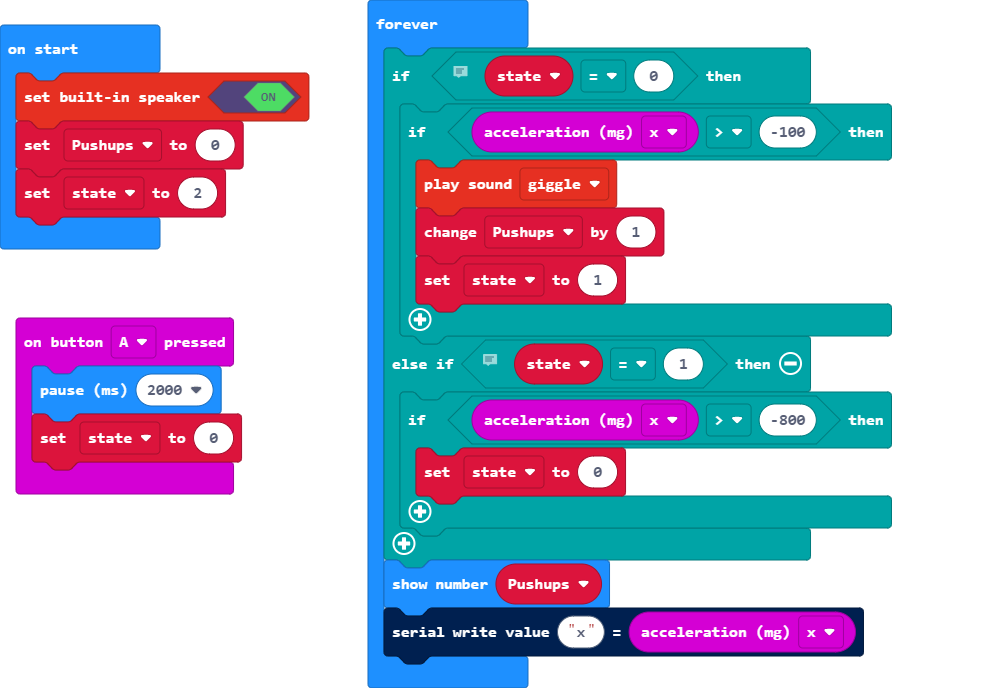 on start
set built-in speaker ON
set Pushups to 0
set state to 2
on button A pressed
pause (ms) 2000
set state to 0
forever
if state = 0 then
if acceleration (mg) x > -100 then
play sound giggle
change Pushups by 1
set state to 1
else if state = 1 then
if acceleration (mg) x > -800 then
set state to 0
show number Pushups
serial write value "x" = acceleration (mg) x